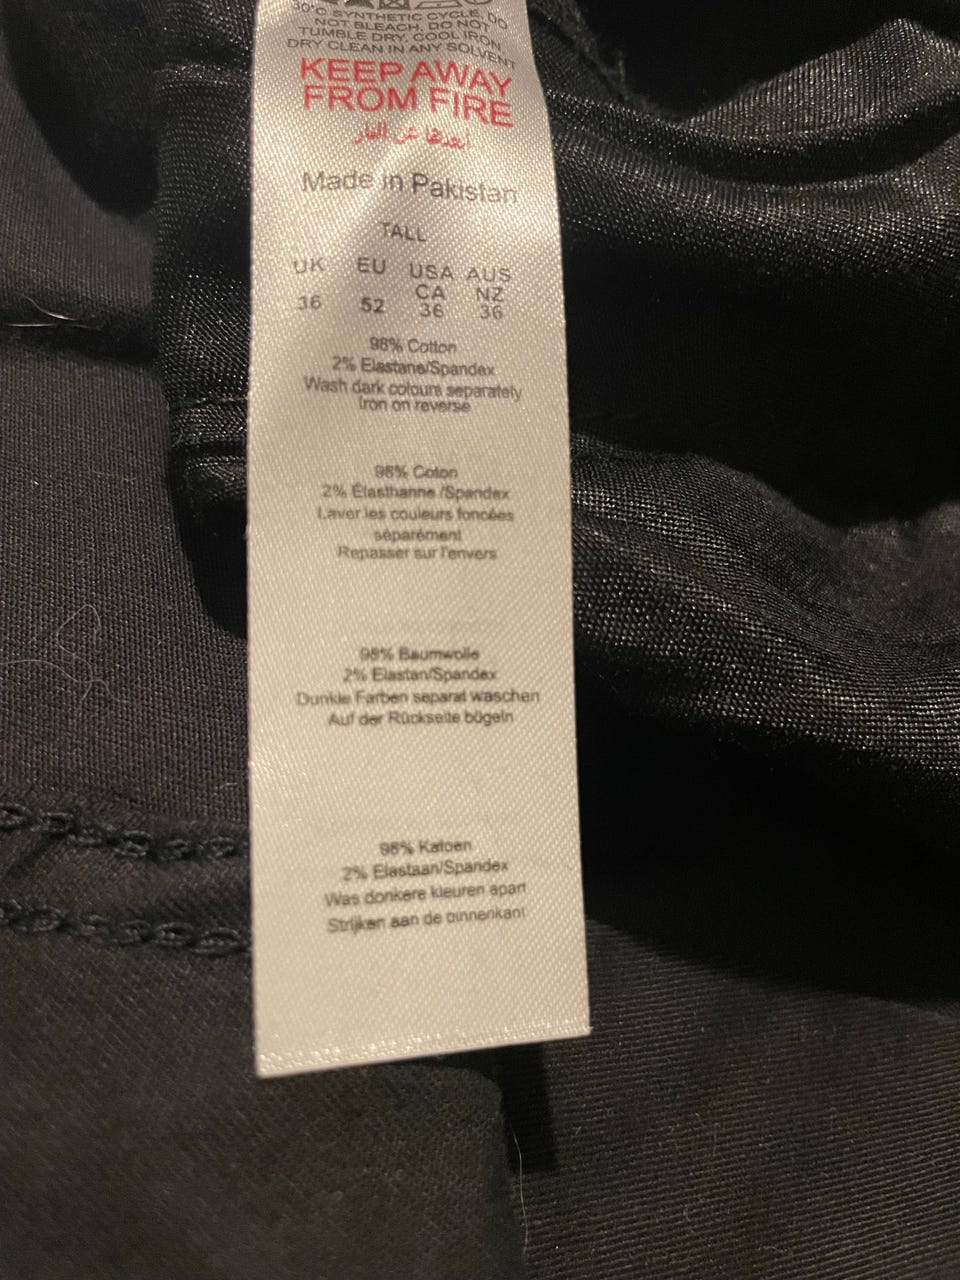 30°C SYNTHETIC CYCLE, DO
NOT BLEACH, DO NOT
TUMBLE DRY, COOL IRON,
DRY CLEAN IN ANY SOLVENT
KEEP AWAY
FROM FIRE
أبعدها عن النار
Made in Pakistan
TALL
UK EU USA AUS
CA NZ
36 52 36 36
98% Cotton
2% Elastane/Spandex
Wash dark colours separately
Iron on reverse
98% Coton
2% Élasthanne /Spandex
Laver les couleurs foncées
séparément
Repasser sur l'envers
98% Baumwolle
2% Elastan/Spandex
Dunkle Farben separat waschen
Auf der Rückseite bügeln
98% Katoen
2% Elastaan/Spandex
Was donkere kleuren apart
Strijken aan de binnenkant